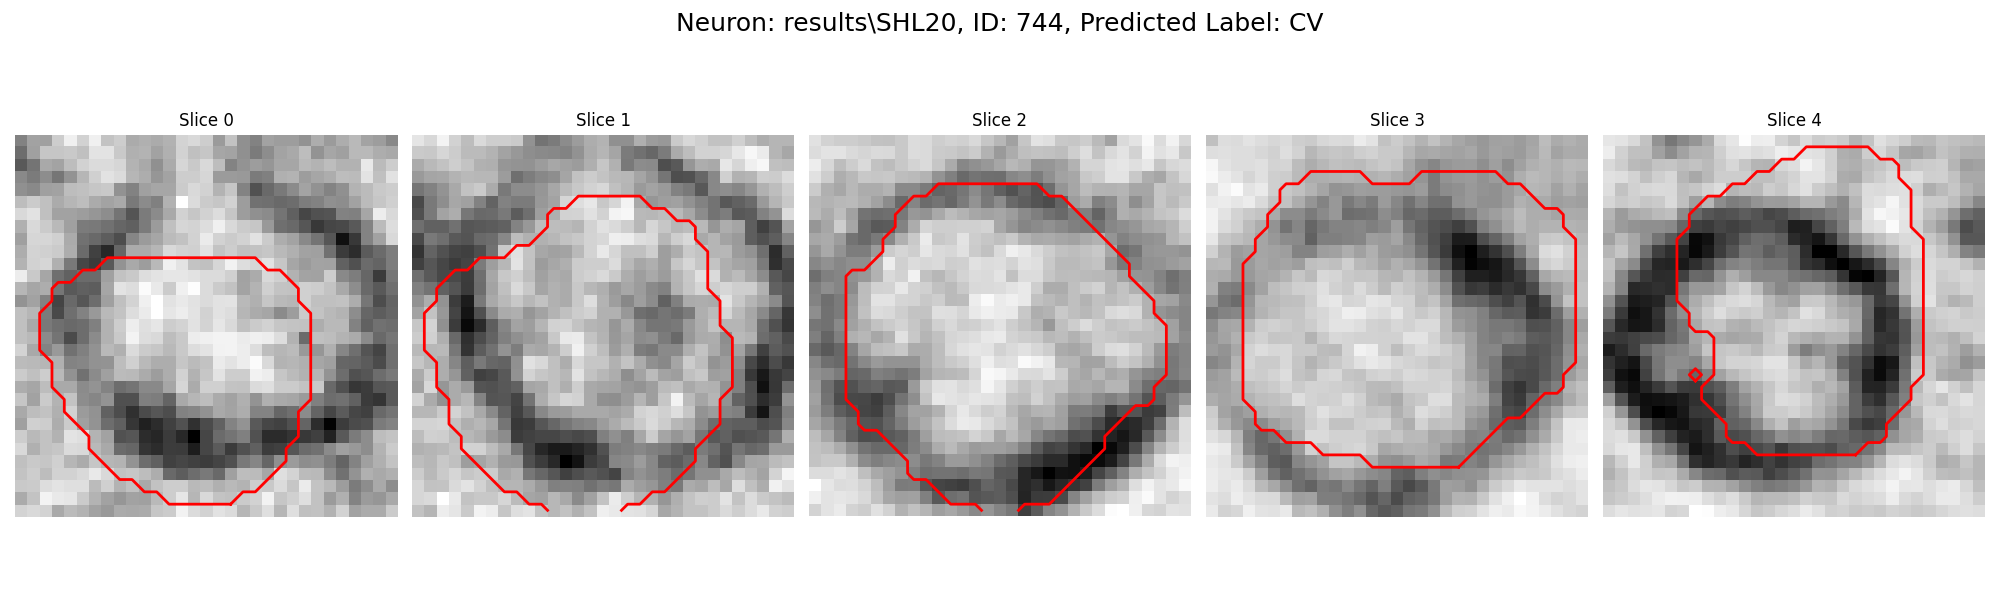 Neuron: results\SHL20, ID: 744, Predicted Label: CV
Slice 0
Slice 1
Slice 2
Slice 3
Slice 4